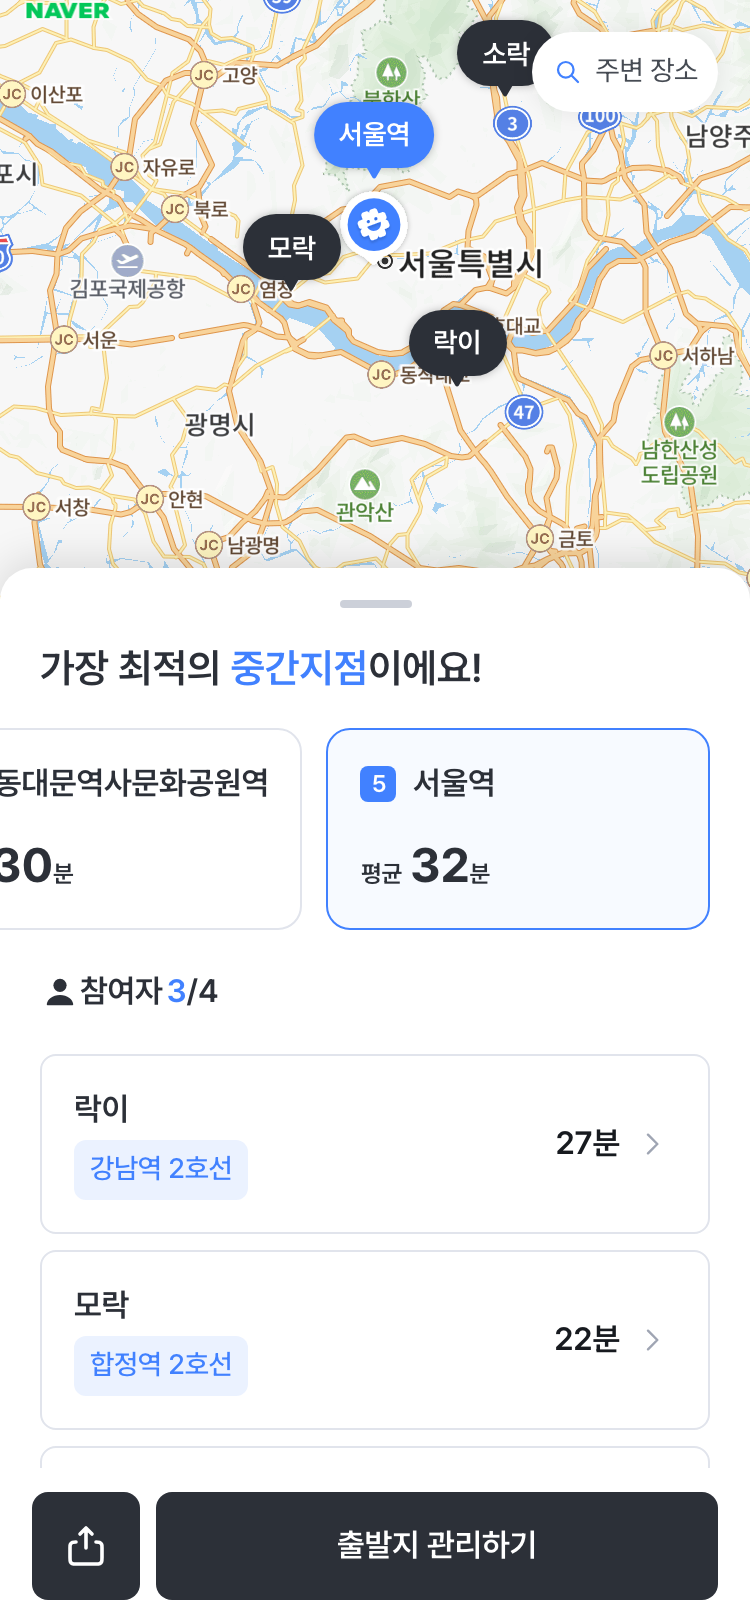 NAVER
소락
주변 장소
JC 고양
JC 이산포
북한산
서울역
3
100
남양주
포시
JC 자유로
JC 북로
모락
서울특별시
김포국제공항
JC 염창
JC 서운
락이
대교
JC 서하남
JC 동작대교
47
광명시
남한산성
도립공원
JC 서창
JC 안현
관악산
JC 남광명
JC 금토
가장 최적의 중간지점이에요!
동대문역사문화공원역
30분
5 서울역
평균 32분
참여자 3/4
락이
강남역 2호선
27분
모락
합정역 2호선
22분
출발지 관리하기